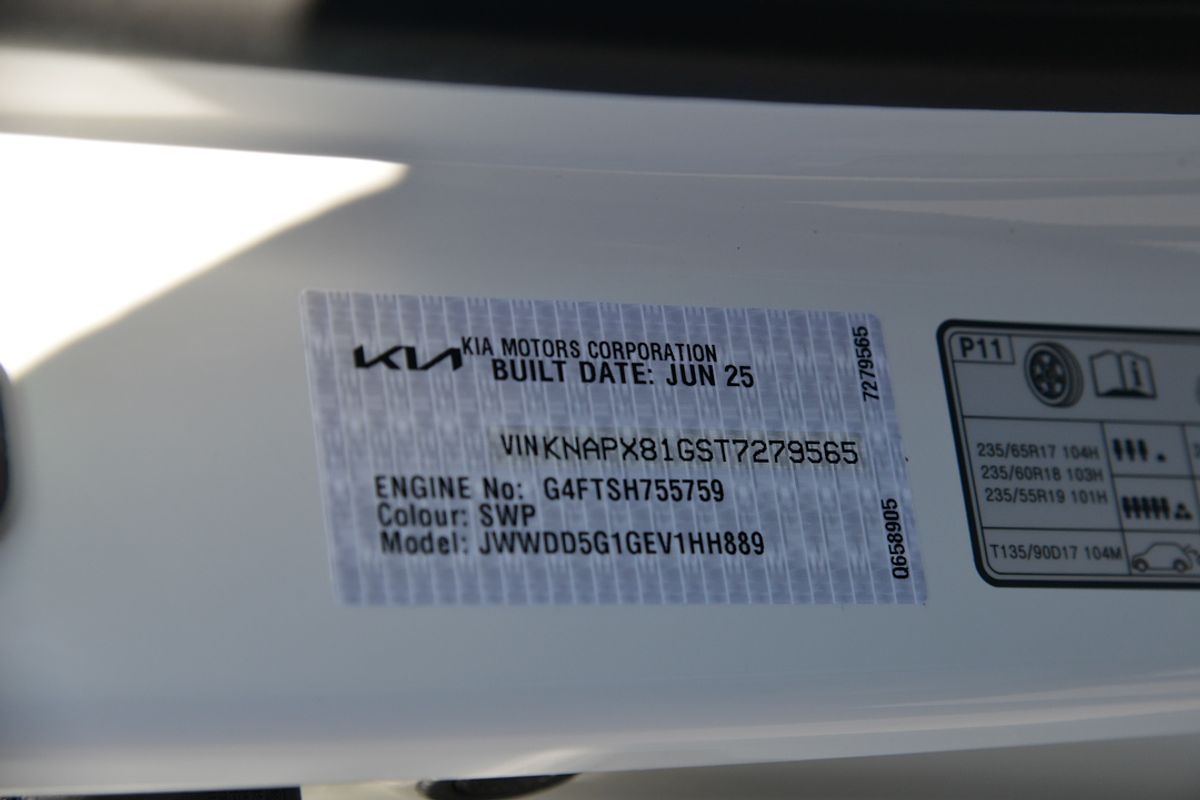 KIA
KIA MOTORS CORPORATION
BUILT DATE: JUN 25
VINKNAPX81GST7279565
ENGINE No: G4FTSH755759
Colour: SWP
Model: JWWDD5G1GEV1HH889
7279565
Q658905
P11
235/65R17 104H
235/60R18 103H
235/55R19 101H
T135/90D17 104M